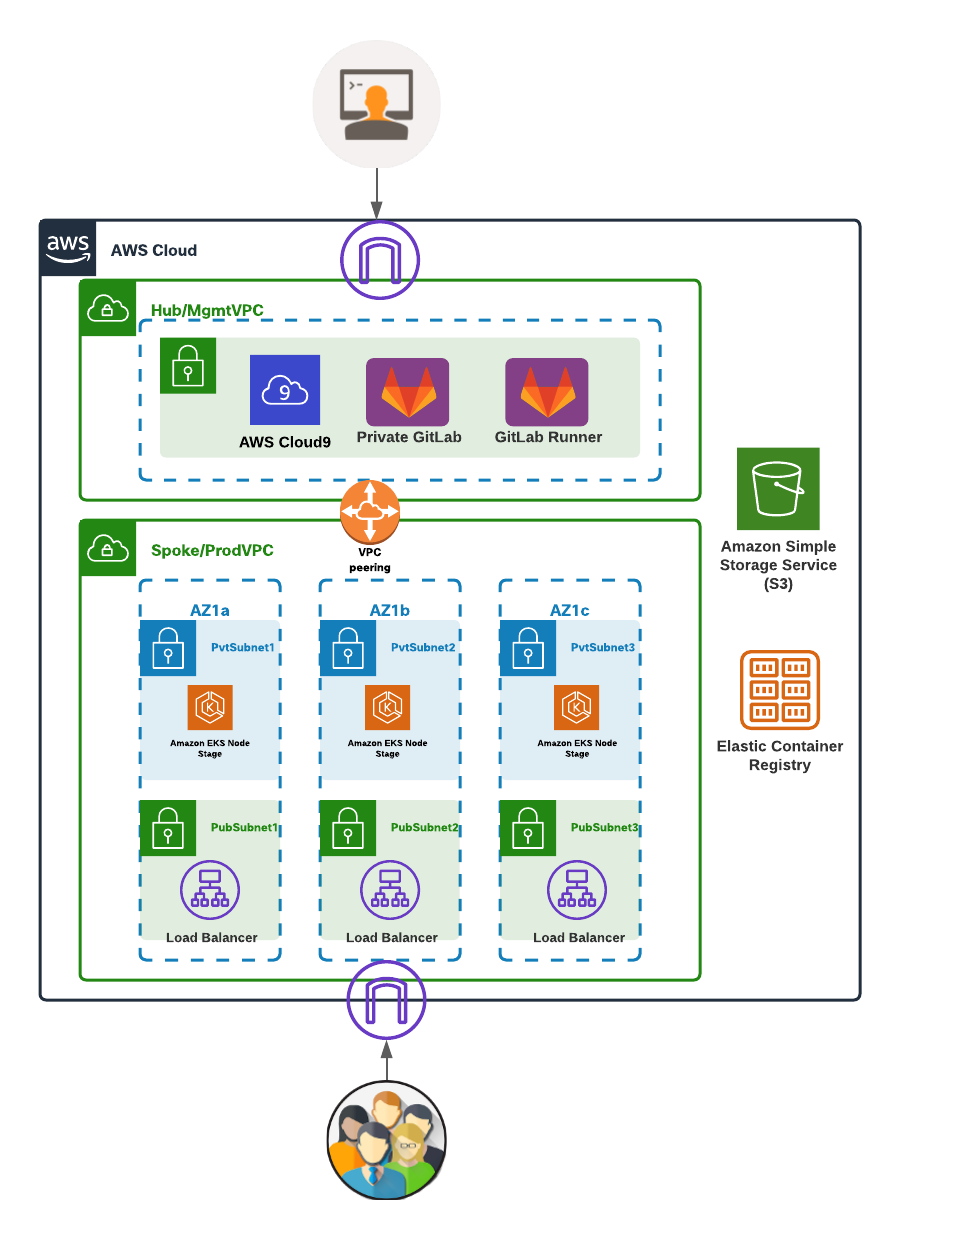 aws
AWS Cloud
Hub/MgmtVPC
9
AWS Cloud9
Private GitLab
GitLab Runner
VPC
peering
Spoke/ProdVPC
AZ1a
AZ1b
AZ1c
PvtSubnet1
PvtSubnet2
PvtSubnet3
K
K
K
Amazon EKS Node
Stage
Amazon EKS Node
Stage
Amazon EKS Node
Stage
PubSubnet1
PubSubnet2
PubSubnet3
Load Balancer
Load Balancer
Load Balancer
Amazon Simple
Storage Service
(S3)
Elastic Container
Registry